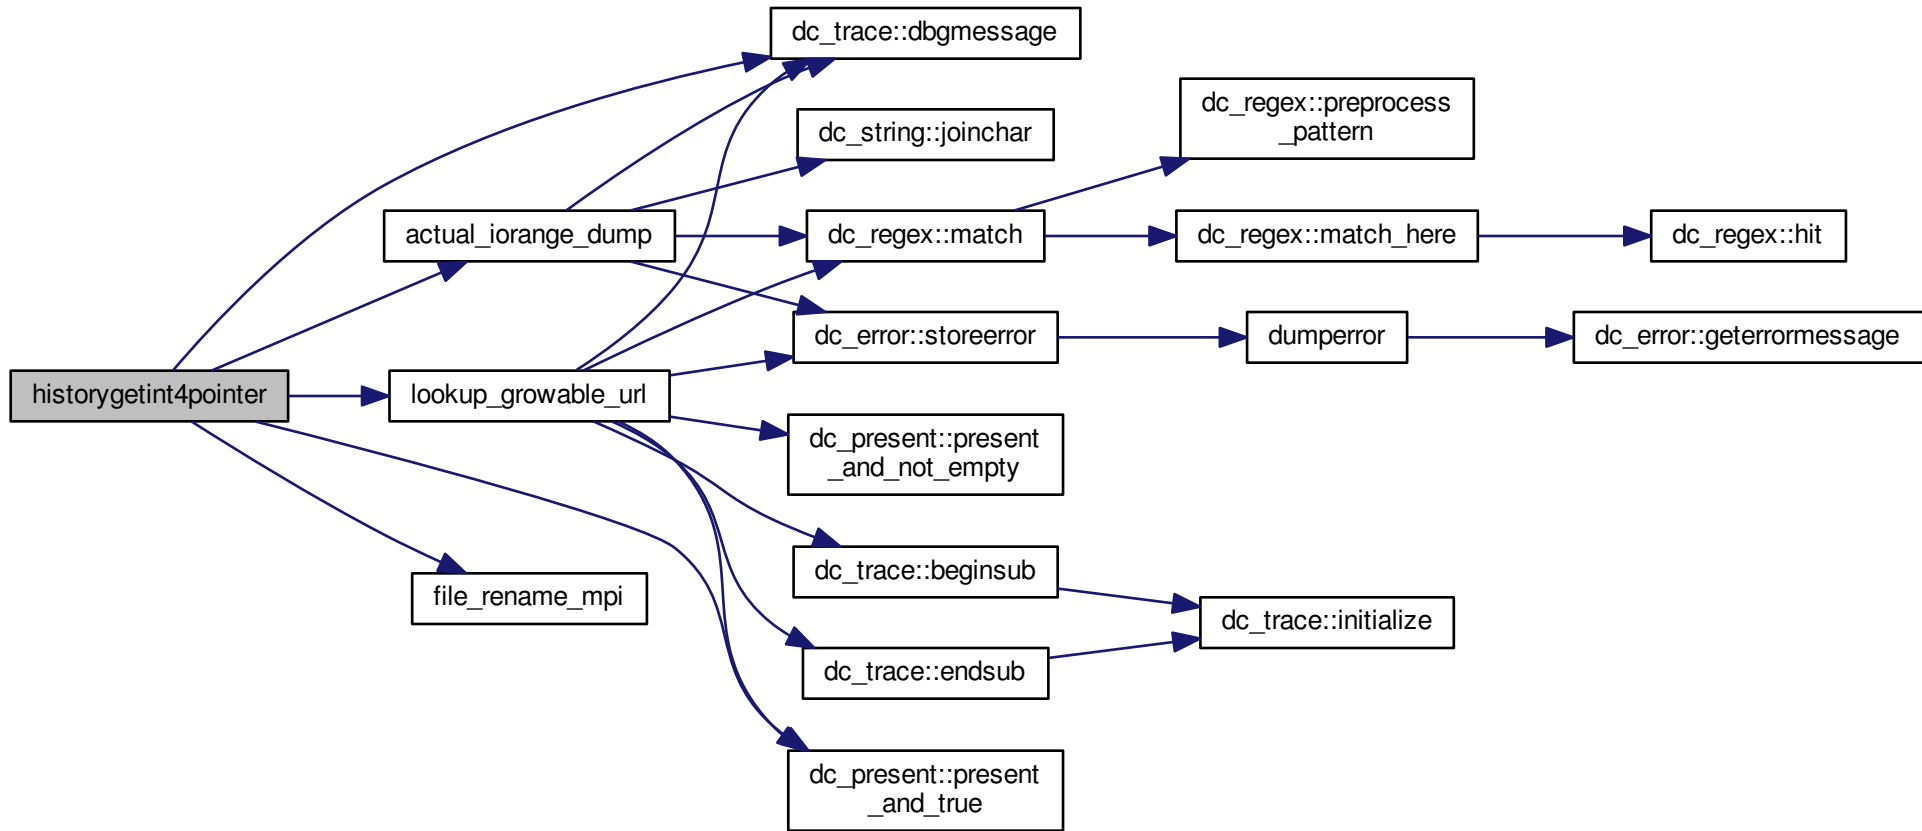 dc_trace::dbgmessage
dc_regex::preprocess
_pattern
dc_string::joinchar
actual_iorange_dump
dc_regex::match
dc_regex::match_here
dc_regex::hit
dc_error::storeerror
dumperror
dc_error::geterrormessage
historygetint4pointer
lookup_growable_url
dc_present::present
_and_not_empty
dc_trace::beginsub
file_rename_mpi
dc_trace::initialize
dc_trace::endsub
dc_present::present
_and_true